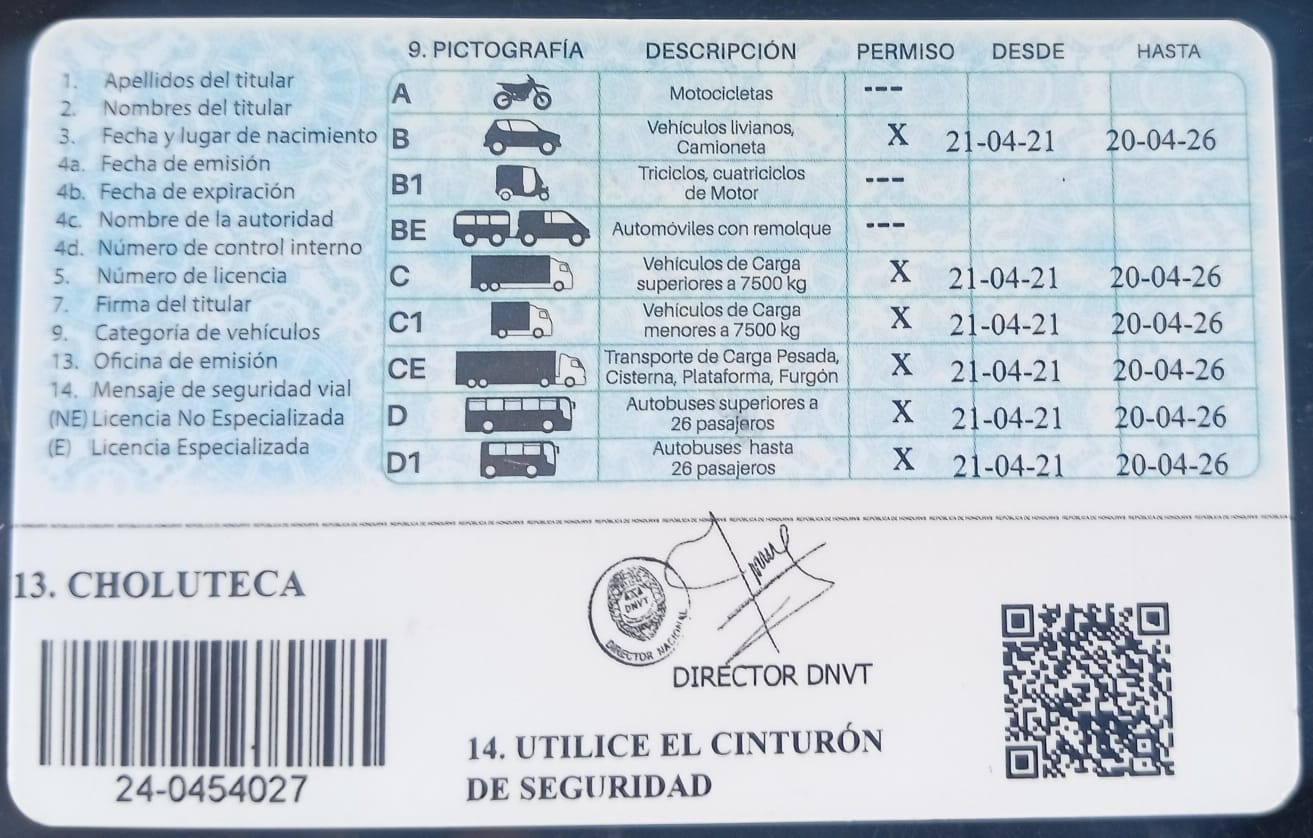 1. Apellidos del titular
2. Nombres del titular
3. Fecha y lugar de nacimiento
4a. Fecha de emisión
4b. Fecha de expiración
4c. Nombre de la autoridad
4d. Número de control interno
5. Número de licencia
7. Firma del titular
9. Categoría de vehículos
13. Oficina de emisión
14. Mensaje de seguridad vial
(NE) Licencia No Especializada
(E) Licencia Especializada
9. PICTOGRAFÍA DESCRIPCIÓN PERMISO DESDE HASTA
A Motocicletas ---
B Vehículos livianos, Camioneta X 21-04-21 20-04-26
B1 Triciclos, cuatriciclos de Motor ---
BE Automóviles con remolque ---
C Vehículos de Carga superiores a 7500 kg X 21-04-21 20-04-26
C1 Vehículos de Carga menores a 7500 kg X 21-04-21 20-04-26
CE Transporte de Carga Pesada, Cisterna, Plataforma, Furgón X 21-04-21 20-04-26
D Autobuses superiores a 26 pasajeros X 21-04-21 20-04-26
D1 Autobuses hasta 26 pasajeros X 21-04-21 20-04-26
13. CHOLUTECA
24-0454027
DNVT
DIRECTOR NACIONAL
DIRECTOR DNVT
14. UTILICE EL CINTURÓN
DE SEGURIDAD